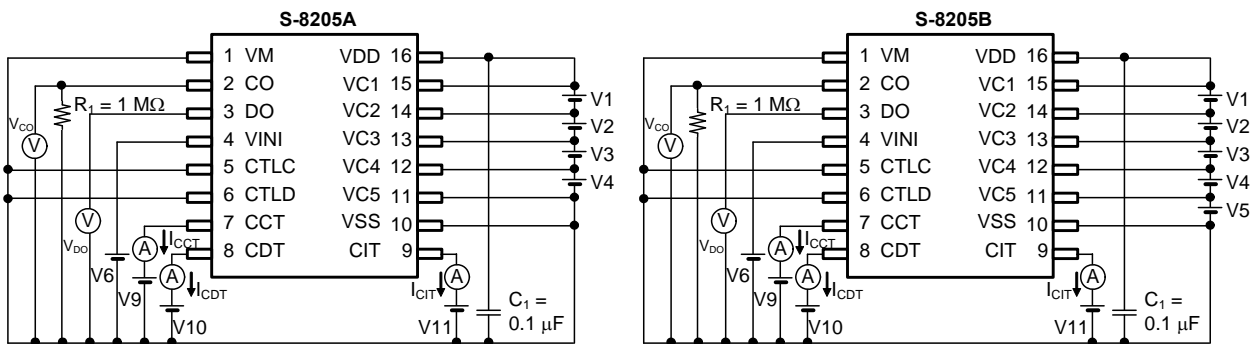 S-8205A
1 VM VDD 16
2 CO VC1 15
3 DO VC2 14
4 VINI VC3 13
5 CTLC VC4 12
6 CTLD VC5 11
7 CCT VSS 10
8 CDT CIT 9
R1 = 1 MΩ
VCO
V
V
VDO
V1
V2
V3
V4
A
ICCT
A
ICDT
V6
V9
V10
A
ICIT
V11
C1 =
0.1 μF
S-8205B
1 VM VDD 16
2 CO VC1 15
3 DO VC2 14
4 VINI VC3 13
5 CTLC VC4 12
6 CTLD VC5 11
7 CCT VSS 10
8 CDT CIT 9
R1 = 1 MΩ
VCO
V
V
VDO
V1
V2
V3
V4
V5
A
ICCT
A
ICDT
V6
V9
V10
A
ICIT
V11
C1 =
0.1 μF